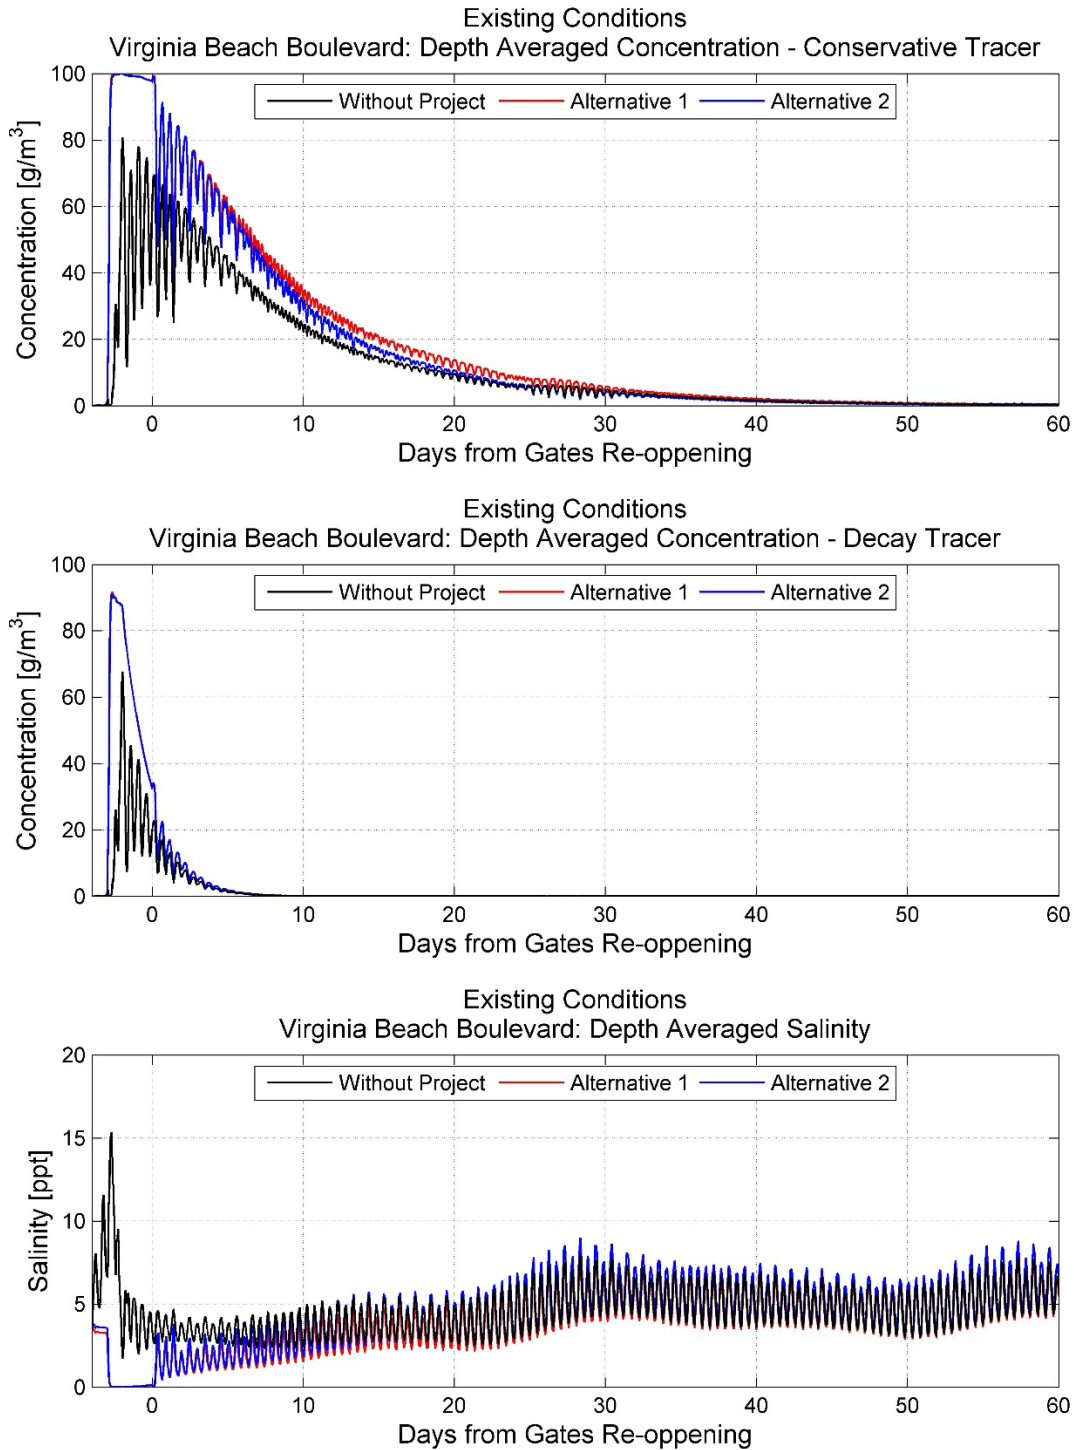 Existing Conditions
Virginia Beach Boulevard: Depth Averaged Concentration - Conservative Tracer
Without Project Alternative 1 Alternative 2
Concentration [g/m³]
100
80
60
40
20
0
0 10 20 30 40 50 60
Days from Gates Re-oppening
Existing Conditions
Virginia Beach Boulevard: Depth Averaged Concentration - Decay Tracer
Without Project Alternative 1 Alternative 2
Concentration [g/m³]
100
80
60
40
20
0
0 10 20 30 40 50 60
Days from Gates Re-oppening
Existing Conditions
Virginia Beach Boulevard: Depth Averaged Salinity
Without Project Alternative 1 Alternative 2
Salinity [ppt]
20
15
10
5
0
0 10 20 30 40 50 60
Days from Gates Re-oppening